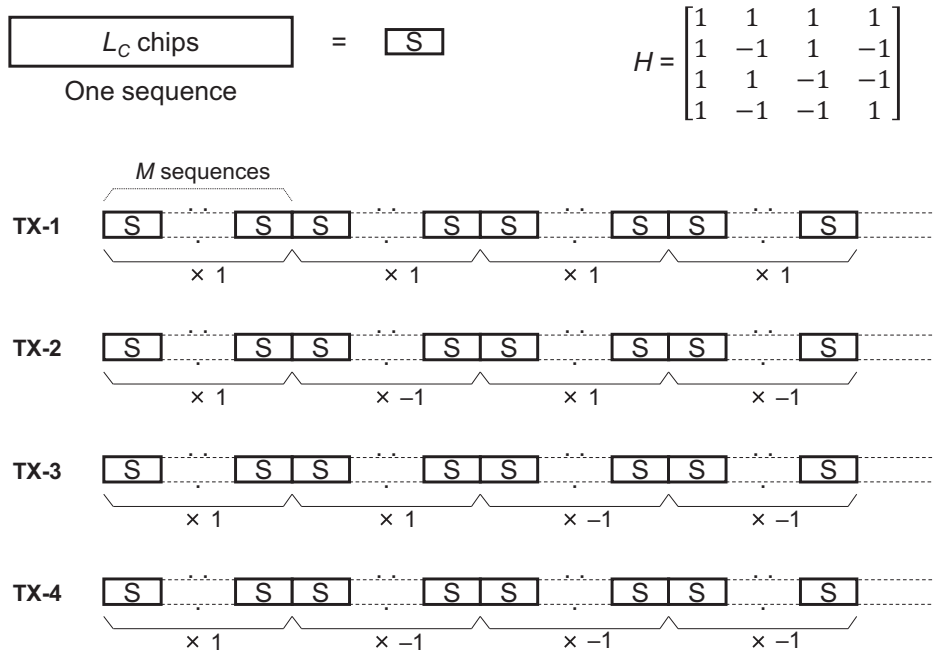 L_C chips = S
One sequence
H = [1 1 1 1
1 −1 1 −1
1 1 −1 −1
1 −1 −1 1]
M sequences
TX-1 S S S S S S S
× 1 × 1 × 1 × 1
TX-2 S S S S S S S
× 1 × –1 × 1 × –1
TX-3 S S S S S S S
× 1 × 1 × –1 × –1
TX-4 S S S S S S S
× 1 × –1 × –1 × –1